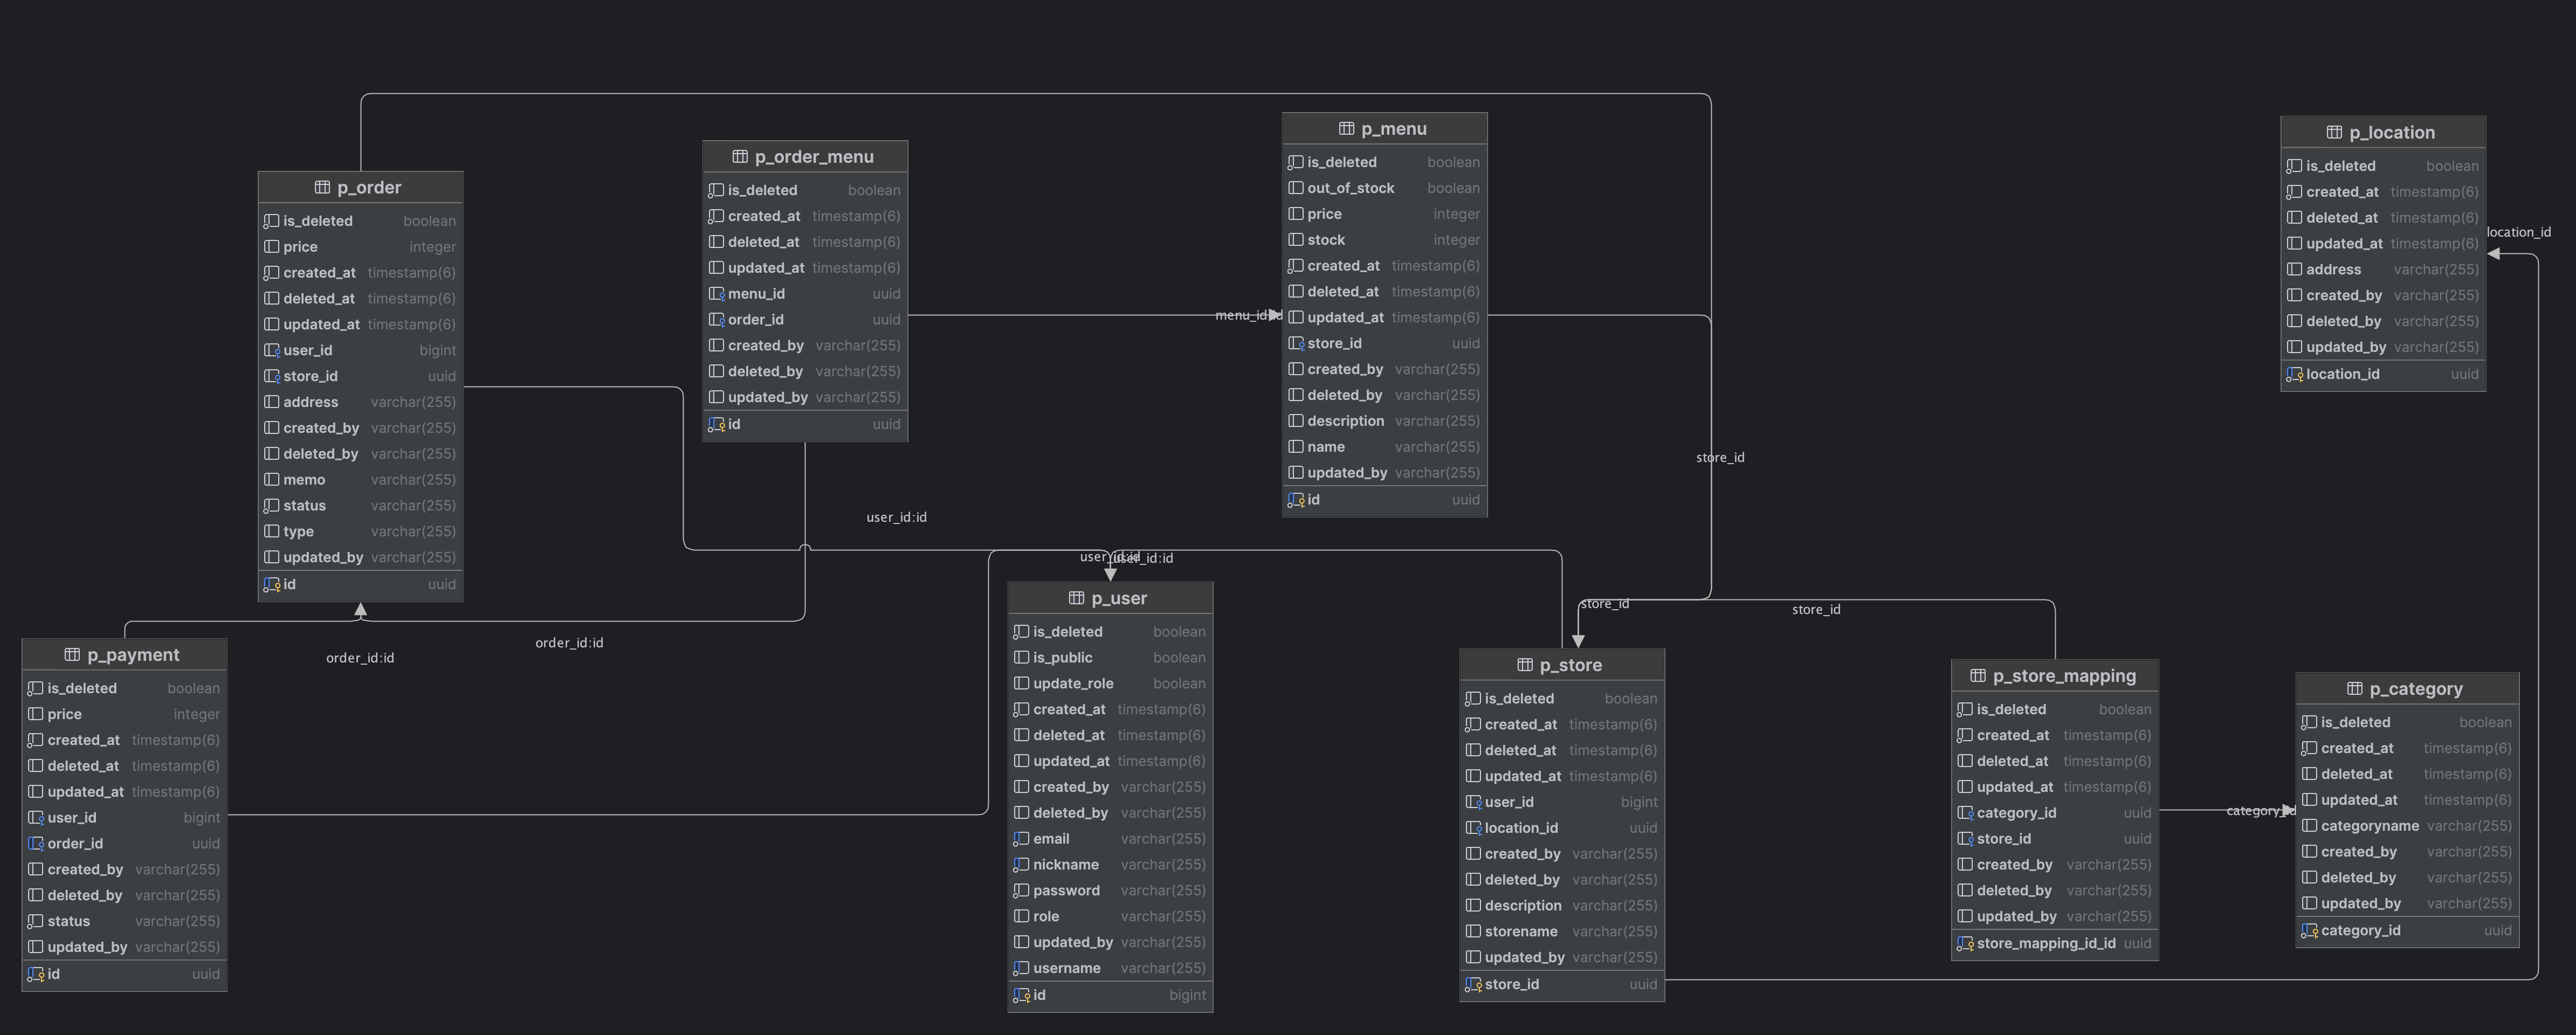 p_order
is_deleted boolean
price integer
created_at timestamp(6)
deleted_at timestamp(6)
updated_at timestamp(6)
user_id bigint
store_id uuid
address varchar(255)
created_by varchar(255)
deleted_by varchar(255)
memo varchar(255)
status varchar(255)
type varchar(255)
updated_by varchar(255)
id uuid
p_order_menu
is_deleted boolean
created_at timestamp(6)
deleted_at timestamp(6)
updated_at timestamp(6)
menu_id uuid
order_id uuid
created_by varchar(255)
deleted_by varchar(255)
updated_by varchar(255)
id uuid
p_menu
is_deleted boolean
out_of_stock boolean
price integer
stock integer
created_at timestamp(6)
deleted_at timestamp(6)
updated_at timestamp(6)
store_id uuid
created_by varchar(255)
deleted_by varchar(255)
description varchar(255)
name varchar(255)
updated_by varchar(255)
id uuid
p_location
is_deleted boolean
created_at timestamp(6)
deleted_at timestamp(6)
updated_at timestamp(6)
address varchar(255)
created_by varchar(255)
deleted_by varchar(255)
updated_by varchar(255)
location_id uuid
location_id
menu_id:id
store_id
user_id:id
user_id:id
user_id:id
store_id
store_id
order_id:id
order_id:id
p_payment
is_deleted boolean
price integer
created_at timestamp(6)
deleted_at timestamp(6)
updated_at timestamp(6)
user_id bigint
order_id uuid
created_by varchar(255)
deleted_by varchar(255)
status varchar(255)
updated_by varchar(255)
id uuid
p_user
is_deleted boolean
is_public boolean
update_role boolean
created_at timestamp(6)
deleted_at timestamp(6)
updated_at timestamp(6)
created_by varchar(255)
deleted_by varchar(255)
email varchar(255)
nickname varchar(255)
password varchar(255)
role varchar(255)
updated_by varchar(255)
username varchar(255)
id bigint
p_store
is_deleted boolean
created_at timestamp(6)
deleted_at timestamp(6)
updated_at timestamp(6)
user_id bigint
location_id uuid
created_by varchar(255)
deleted_by varchar(255)
description varchar(255)
storename varchar(255)
updated_by varchar(255)
store_id uuid
p_store_mapping
is_deleted boolean
created_at timestamp(6)
deleted_at timestamp(6)
updated_at timestamp(6)
category_id uuid
store_id uuid
created_by varchar(255)
deleted_by varchar(255)
updated_by varchar(255)
store_mapping_id_id uuid
category_id
p_category
is_deleted boolean
created_at timestamp(6)
deleted_at timestamp(6)
updated_at timestamp(6)
categoryname varchar(255)
created_by varchar(255)
deleted_by varchar(255)
updated_by varchar(255)
category_id uuid